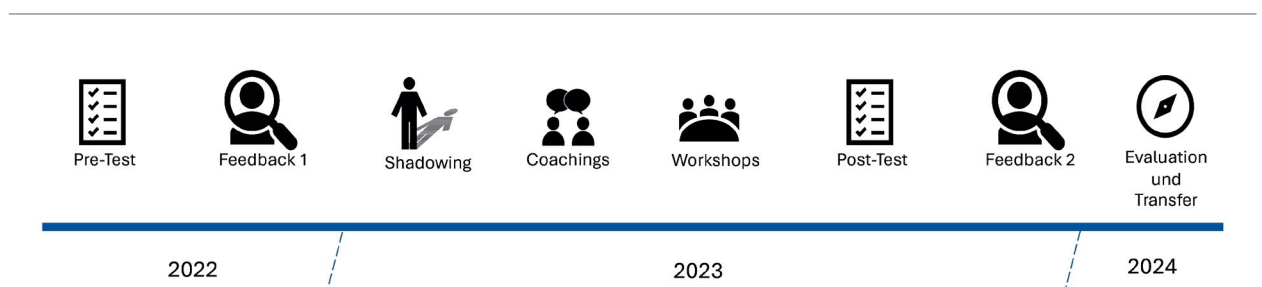 Pre-Test
Feedback 1
Shadowing
Coachings
Workshops
Post-Test
Feedback 2
Evaluation
und
Transfer
2022
2023
2024